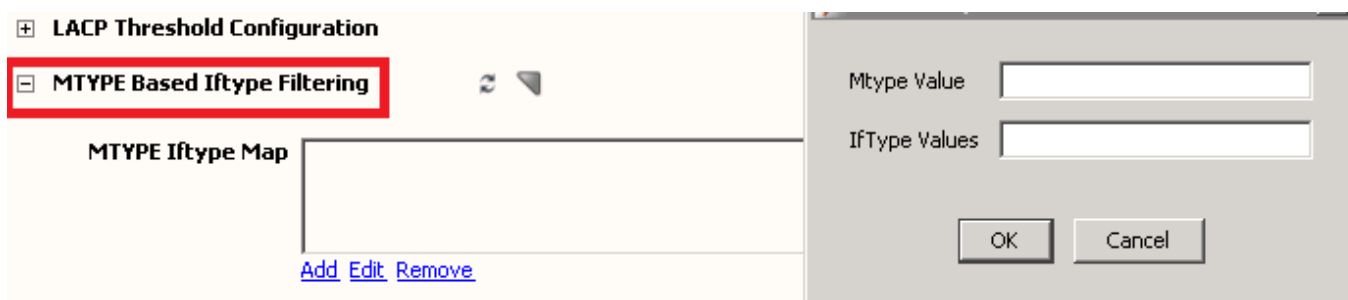 LACP Threshold Configuration
MTYPE Based Iftype Filtering
MTYPE Iftype Map
Add Edit Remove
Mtype Value
IfType Values
OK Cancel